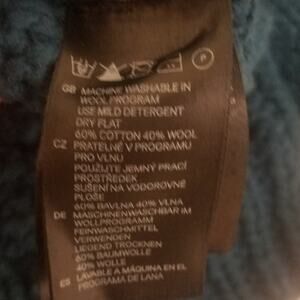 P
GB MACHINE WASHABLE IN
WOOL PROGRAM
USE MILD DETERGENT
DRY FLAT
60% COTTON 40% WOOL
CZ PRATELNÉ V PROGRAMU
PRO VLNU
POUŽIJTE JEMNÝ PRACÍ
PROSTŘEDEK
SUŠENÍ NA VODOROVNÉ
PLOŠE
60% BAVLNA 40% VLNA
DE MASCHINENWASCHBAR IM
WOLLPROGRAMM
FEINWASCHMITTEL
VERWENDEN
LIEGEND TROCKNEN
60% BAUMWOLLE
40% WOLLE
ES LAVABLE A MÁQUINA EN EL
PROGRAMA DE LANA